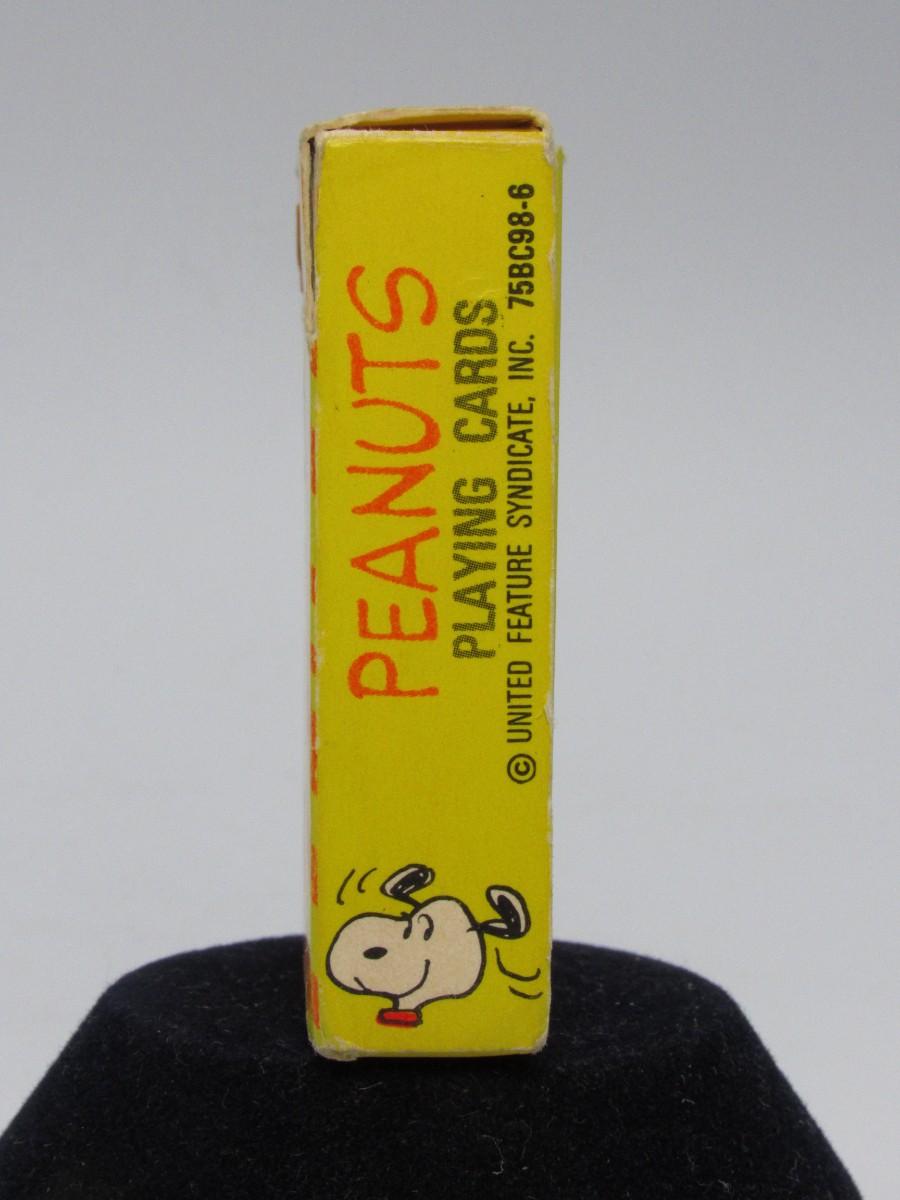 PEANUTS
PLAYING CARDS
© UNITED FEATURE SYNDICATE, INC. 75BC98-6